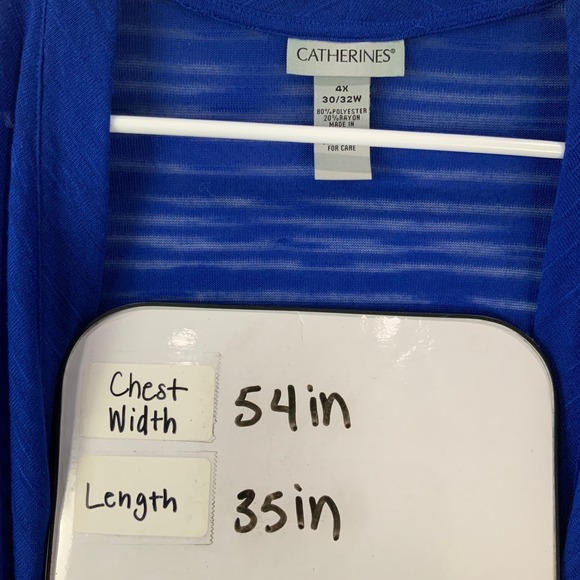 CATHERINES®
4X
30/32W
80% POLYESTER
20% RAYON
MADE IN
FOR CARE
Chest
Width
54in
Length
35in